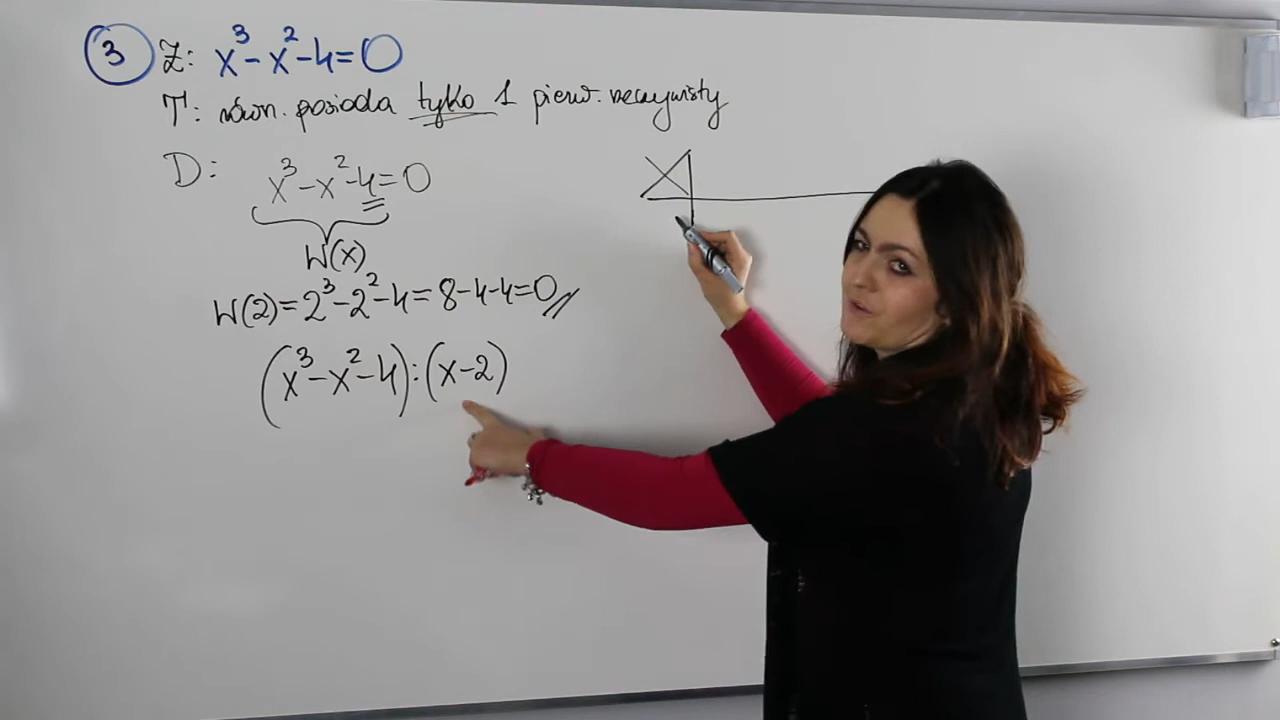 3 Z: x³-x²-4=0
T: równ. posiada tylko 1 pierw. rzeczywisty
D: x³-x²-4=0
W(x)
W(2)=2³-2²-4=8-4-4=0
(x³-x²-4):(x-2)